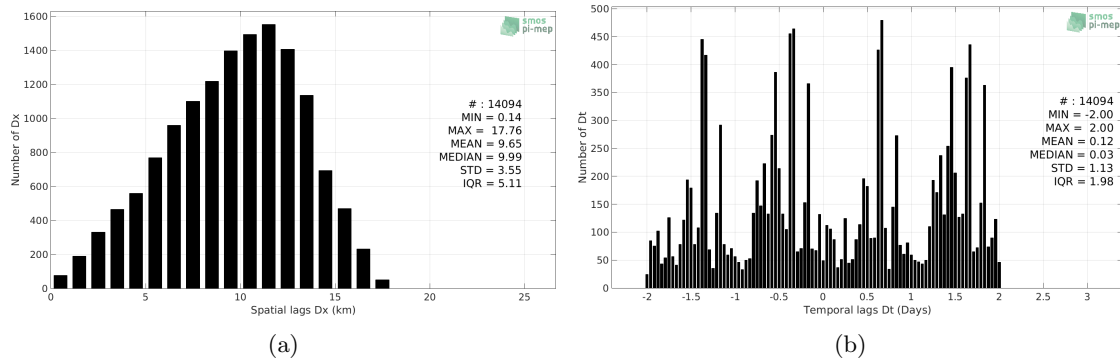 1600
1400
1200
1000
800
600
400
200
0
Number of Dx
smos
pi-mep
# : 14094
MIN = 0.14
MAX = 17.76
MEAN = 9.65
MEDIAN = 9.99
STD = 3.55
IQR = 5.11
0 5 10 15 20 25
Spatial lags Dx (km)
(a)
500
450
400
350
300
250
200
150
100
50
0
Number of Dt
smos
pi-mep
# : 14094
MIN = -2.00
MAX = 2.00
MEAN = 0.12
MEDIAN = 0.03
STD = 1.13
IQR = 1.98
-2 -1.5 -1 -0.5 0 0.5 1 1.5 2 2.5 3
Temporal lags Dt (Days)
(b)